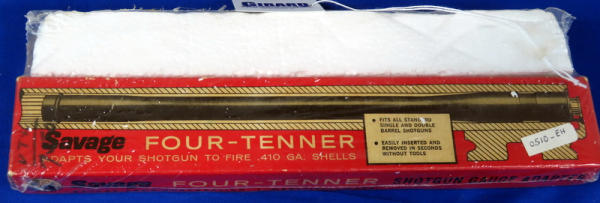 GIRARD
• FITS ALL STANDARD
SINGLE AND DOUBLE
BARREL SHOTGUNS
• EASILY INSERTED AND
REMOVED IN SECONDS
WITHOUT TOOLS
Savage
FOUR-TENNER
ADAPTS YOUR SHOTGUN TO FIRE .410 GA. SHELLS
0510-EH
Savage FOUR-TENNER SHOTGUN GAUGE ADAPTER